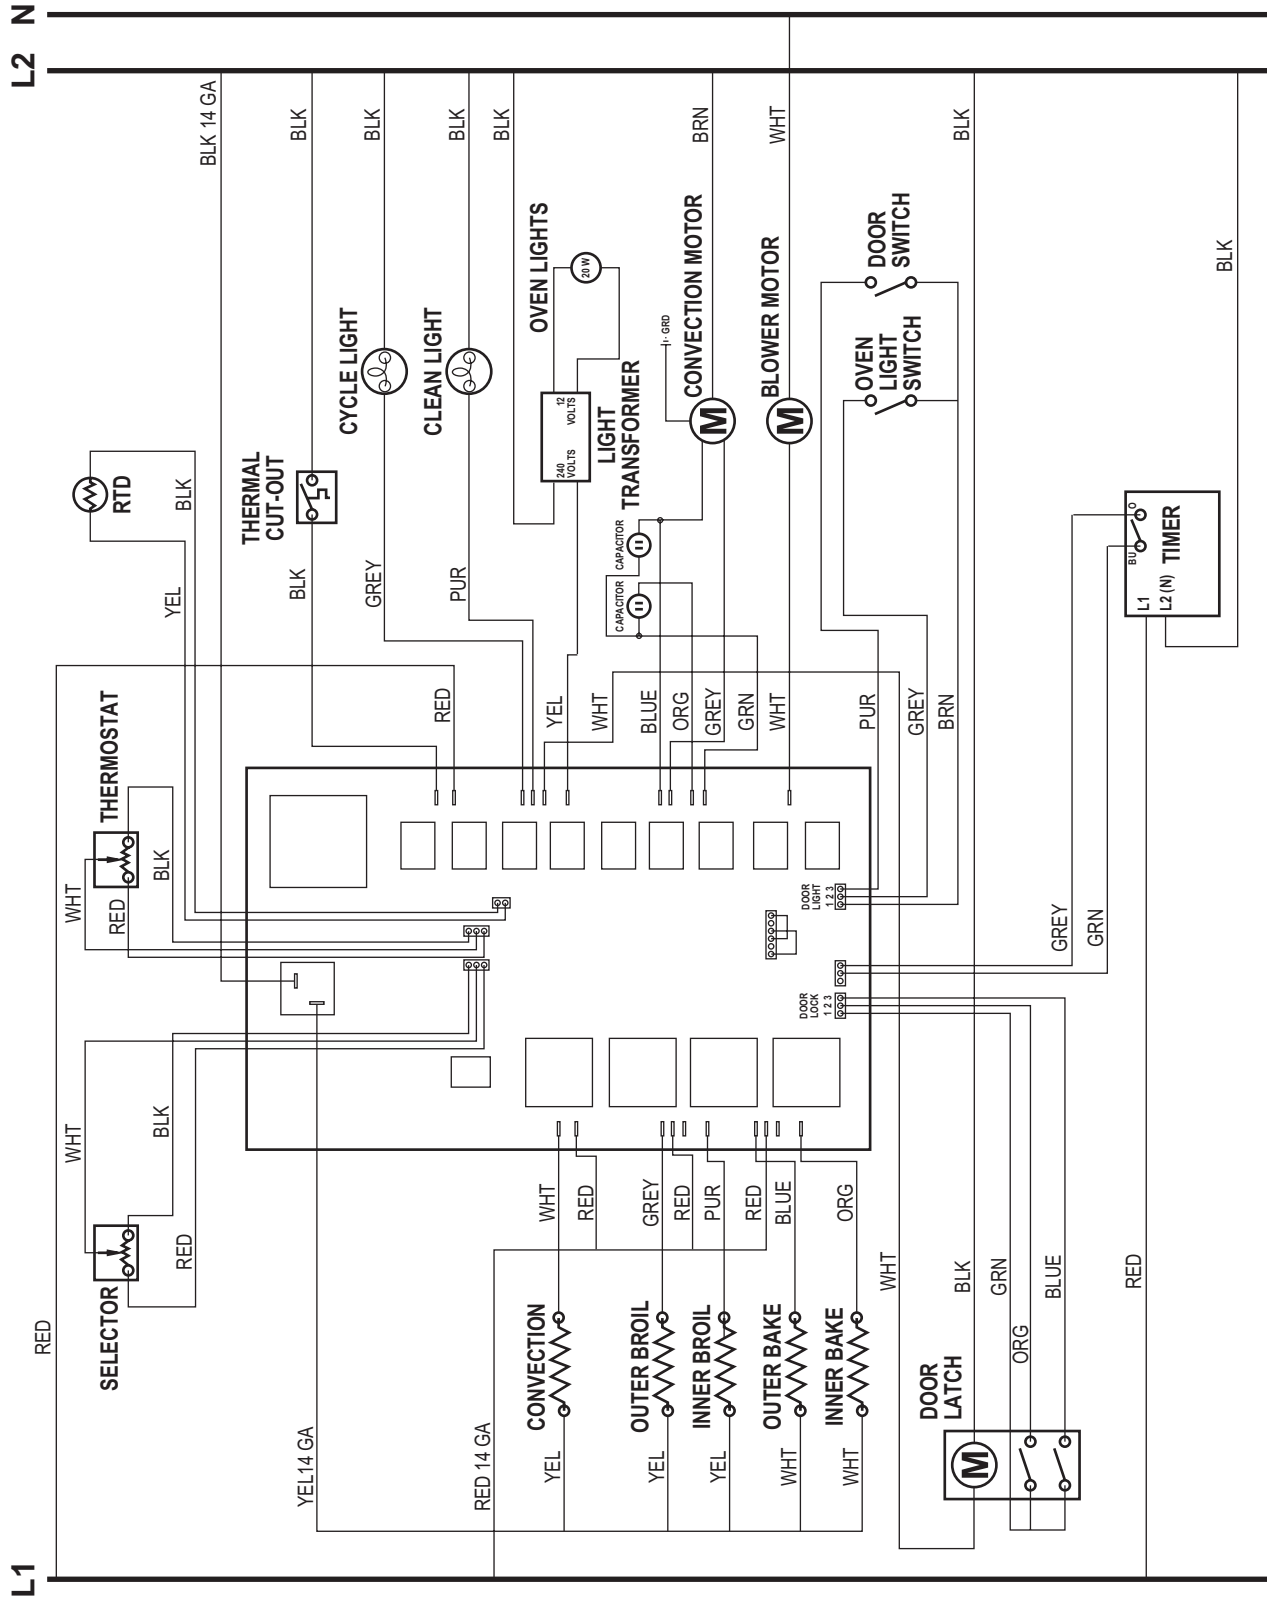 L1
L2
N
RED
SELECTOR
WHT
BLK
RED
THERMOSTAT
WHT
RED
BLK
RTD
YEL
BLK
BLK 14 GA
THERMAL
CUT-OUT
BLK
BLK
YEL14 GA
RED 14 GA
RED
CYCLE LIGHT
GREY
BLK
CLEAN LIGHT
PUR
BLK
BLK
OVEN LIGHTS
20 W
240
VOLTS
12
VOLTS
LIGHT
TRANSFORMER
YEL
WHT
CAPACITOR
CAPACITOR
GRD
CONVECTION MOTOR
M
BRN
BLUE
ORG
GREY
GRN
BLOWER MOTOR
M
WHT
WHT
OVEN
LIGHT
SWITCH
DOOR
SWITCH
PUR
GREY
BRN
DOOR
LIGHT
1 2 3
DOOR
LOCK
1 2 3
CONVECTION
YEL
WHT
RED
OUTER BROIL
YEL
GREY
RED
INNER BROIL
YEL
PUR
OUTER BAKE
WHT
RED
BLUE
INNER BAKE
WHT
ORG
WHT
DOOR
LATCH
M
BLK
BLK
GRN
ORG
BLUE
GREY
GRN
RED
BU
O
L1
L2 (N)
TIMER
BLK